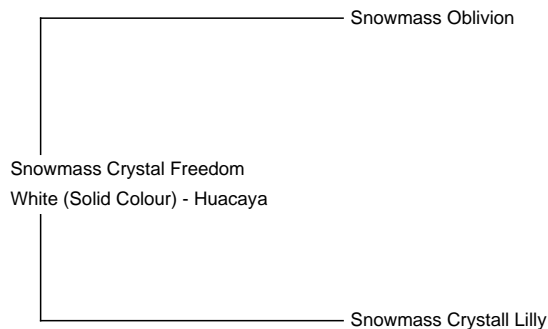 Snowmass Oblivion
Snowmass Crystal Freedom
White (Solid Colour) - Huacaya
Snowmass Crystall Lilly